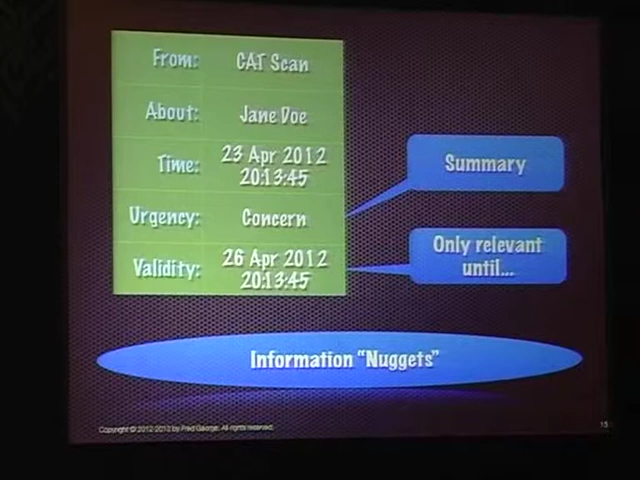 From: CAT Scan
About: Jane Doe
Time: 23 Apr 2012
20:13:45
Urgency: Concern
Validity: 26 Apr 2012
20:13:45
Summary
Only relevant
until...
Information "Nuggets"
Copyright © 2012-2013 by Fred George. All rights reserved.
15